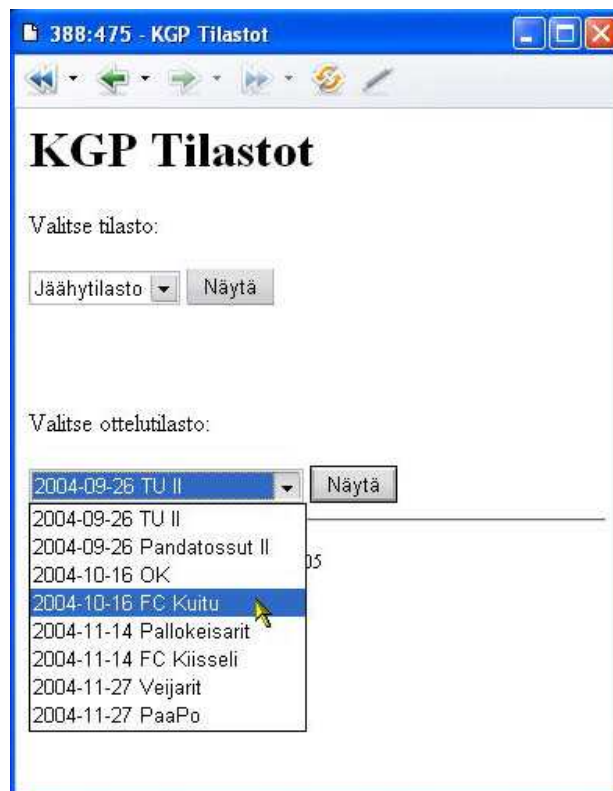 388:475 - KGP Tilastot
KGP Tilastot
Valitse tilasto:
Jäähytilasto Näytä
Valitse ottelutilasto:
2004-09-26 TU II Näytä
2004-09-26 TU II
2004-09-26 Pandatossut II
05
2004-10-16 OK
2004-10-16 FC Kuitu
2004-11-14 Pallokeisarit
2004-11-14 FC Kiisseli
2004-11-27 Veijarit
2004-11-27 PaaPo